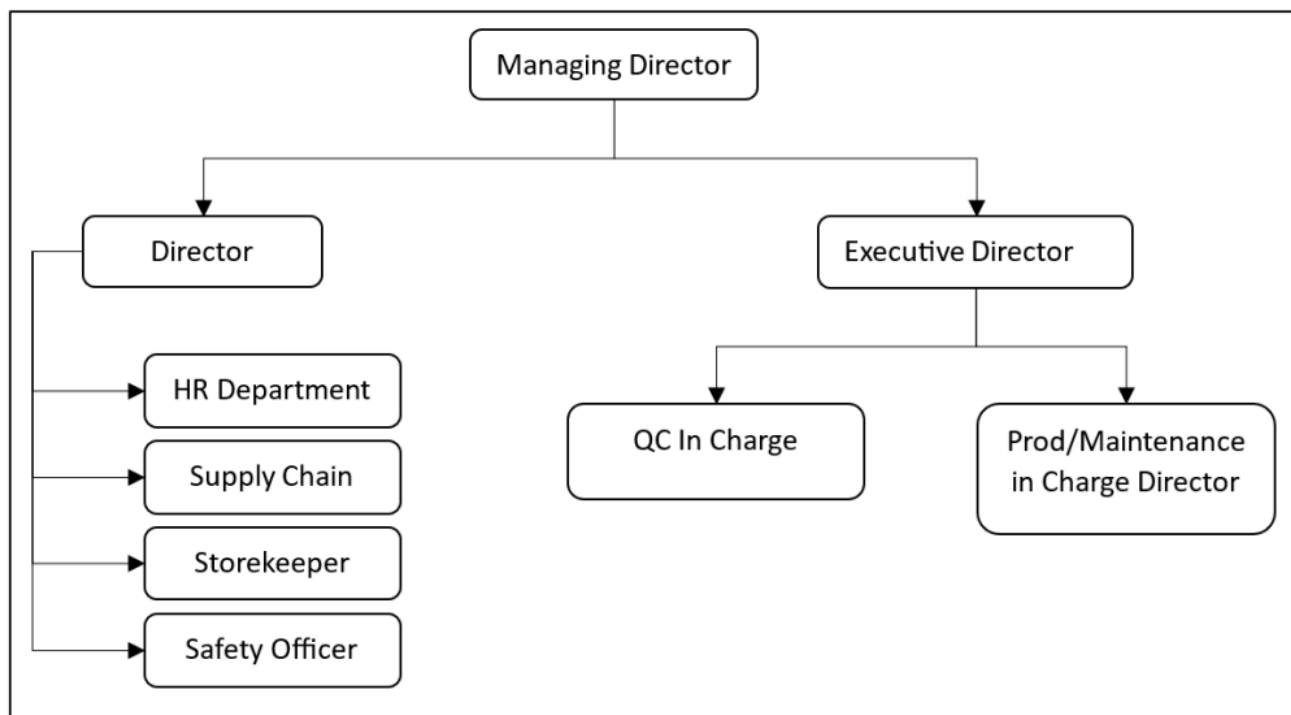 Managing Director
Director
Executive Director
HR Department
Supply Chain
Storekeeper
Safety Officer
QC In Charge
Prod/Maintenance
in Charge Director